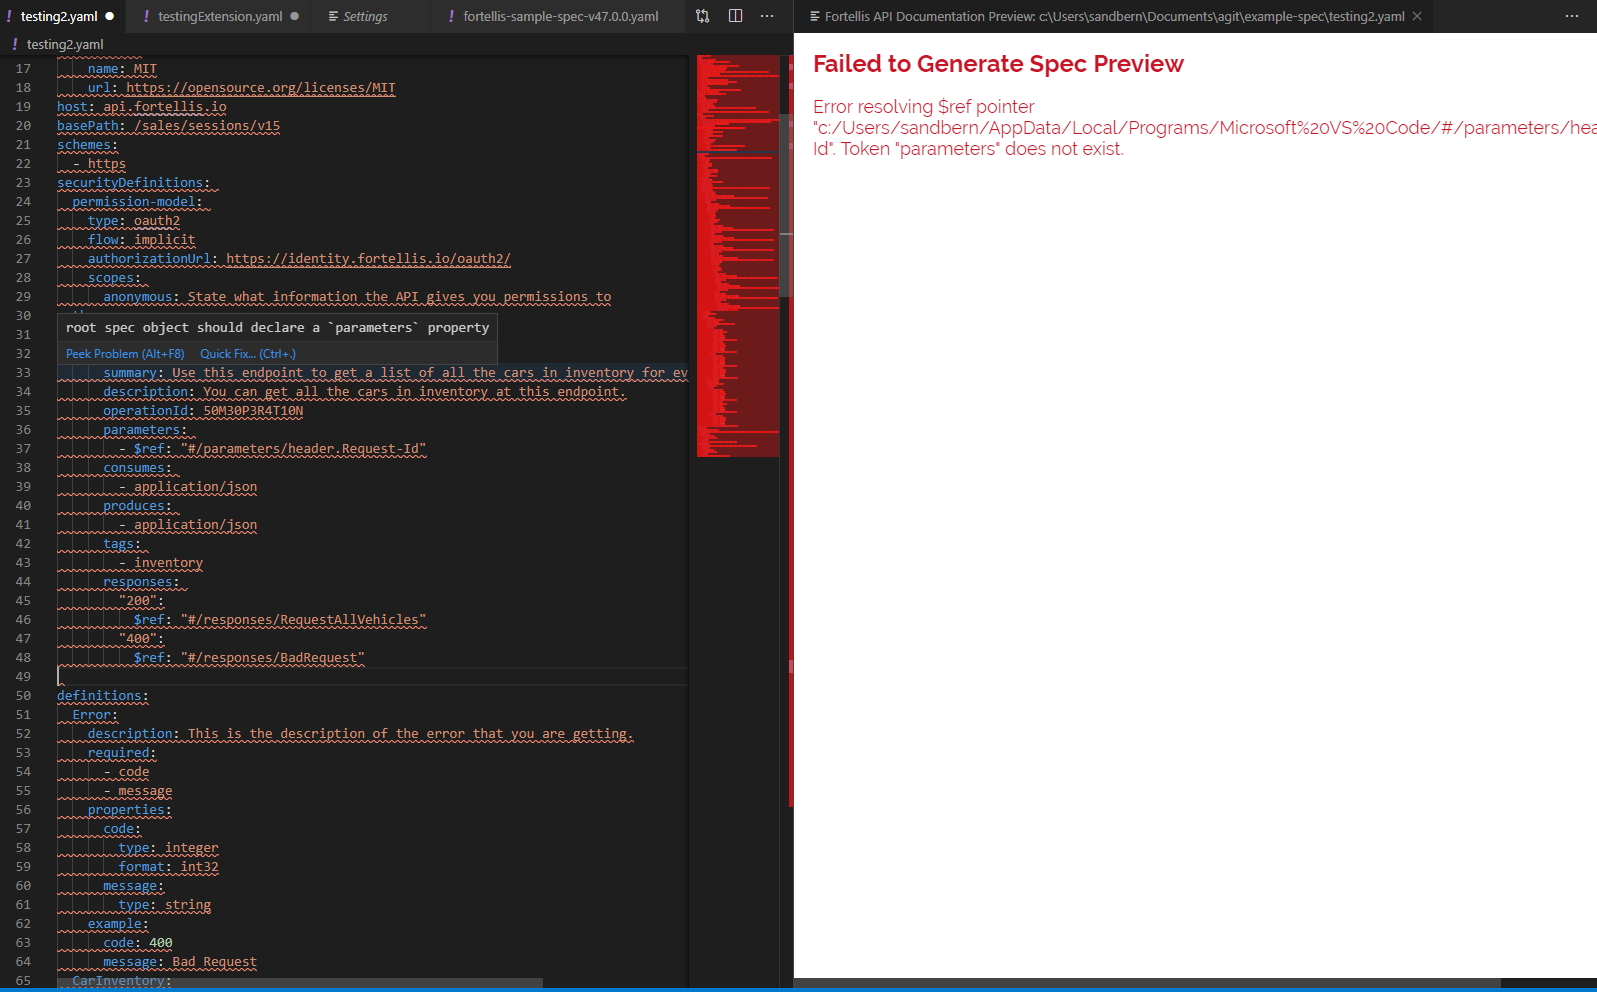 ! testing2.yaml ●
! testingExtension.yaml ●
Settings
! fortellis-sample-spec-v47.0.0.yaml
···
Fortellis API Documentation Preview: c:\Users\sandbern\Documents\agit\example-spec\testing2.yaml
···
! testing2.yaml
17 name: MIT
18 url: https://opensource.org/licenses/MIT
19 host: api.fortellis.io
20 basePath: /sales/sessions/v15
21 schemes:
22 - https
23 securityDefinitions:
24 permission-model:
25 type: oauth2
26 flow: implicit
27 authorizationUrl: https://identity.fortellis.io/oauth2/
28 scopes:
29 anonymous: State what information the API gives you permissions to
30
31
32
root spec object should declare a `parameters` property
Peek Problem (Alt+F8) Quick Fix... (Ctrl+.)
33 summary: Use this endpoint to get a list of all the cars in inventory for ev
34 description: You can get all the cars in inventory at this endpoint.
35 operationId: 50M30P3R4T10N
36 parameters:
37 - $ref: "#/parameters/header.Request-Id"
38 consumes:
39 - application/json
40 produces:
41 - application/json
42 tags:
43 - inventory
44 responses:
45 "200":
46 $ref: "#/responses/RequestAllVehicles"
47 "400":
48 $ref: "#/responses/BadRequest"
49
50 definitions:
51 Error:
52 description: This is the description of the error that you are getting.
53 required:
54 - code
55 - message
56 properties:
57 code:
58 type: integer
59 format: int32
60 message:
61 type: string
62 example:
63 code: 400
64 message: Bad Request
65 CarInventory:
Failed to Generate Spec Preview
Error resolving $ref pointer
"c:/Users/sandbern/AppData/Local/Programs/Microsoft%20VS%20Code/#/parameters/hea
Id". Token "parameters" does not exist.